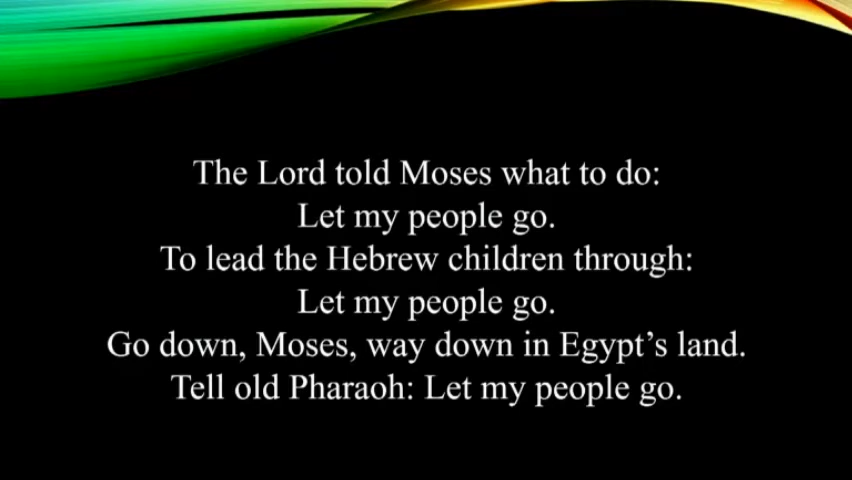 The Lord told Moses what to do:
Let my people go.
To lead the Hebrew children through:
Let my people go.
Go down, Moses, way down in Egypt’s land.
Tell old Pharaoh: Let my people go.